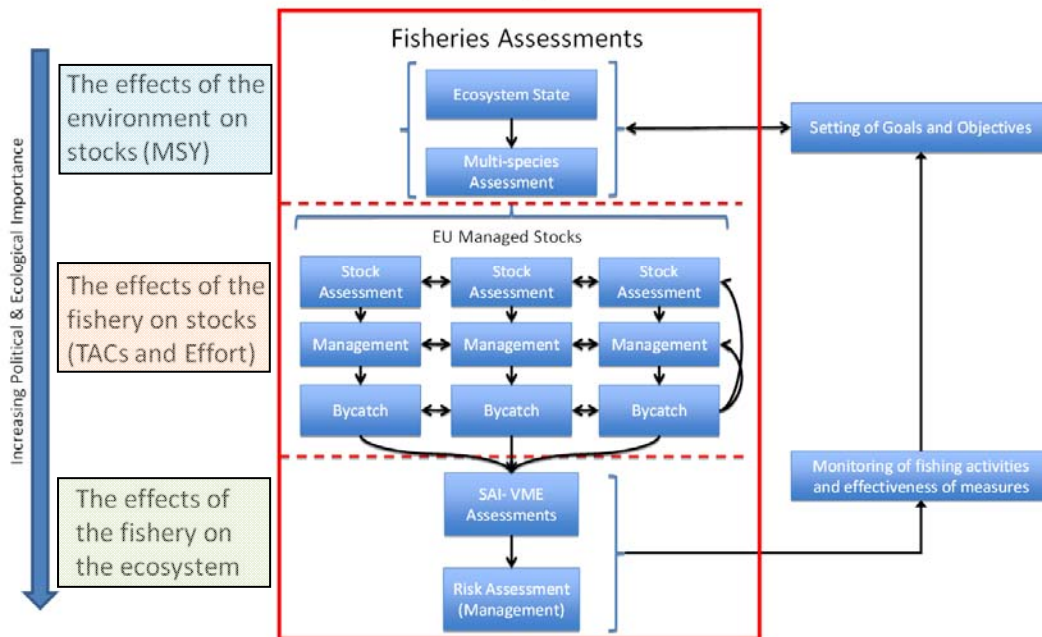 Fisheries Assessments
Increasing Political & Ecological Importance
The effects of the
environment on
stocks (MSY)
Ecosystem State
Multi-species
Assessment
Setting of Goals and Objectives
EU Managed Stocks
The effects of the
fishery on stocks
(TACs and Effort)
Stock
Assessment
Stock
Assessment
Stock
Assessment
Management
Management
Management
Bycatch
Bycatch
Bycatch
The effects of
the fishery on
the ecosystem
SAI- VME
Assessments
Risk Assessment
(Management)
Monitoring of fishing activities
and effectiveness of measures